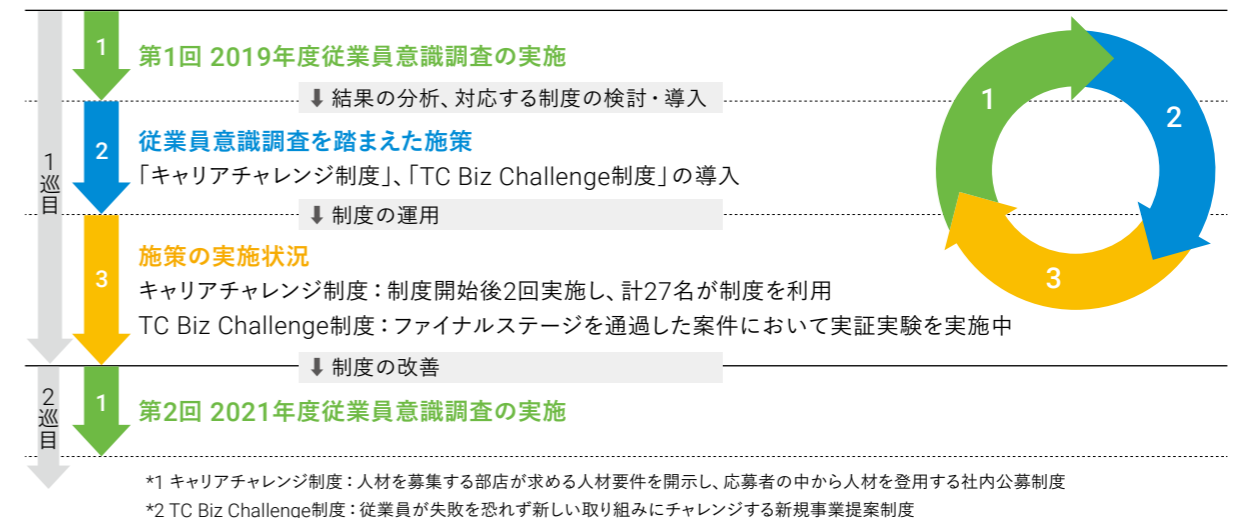 1巡目
1
第1回 2019年度従業員意識調査の実施
⬇ 結果の分析、対応する制度の検討・導入
2
従業員意識調査を踏まえた施策
「キャリアチャレンジ制度」、「TC Biz Challenge制度」の導入
⬇ 制度の運用
3
施策の実施状況
キャリアチャレンジ制度：制度開始後2回実施し、計27名が制度を利用
TC Biz Challenge制度：ファイナルステージを通過した案件において実証実験を実施中
⬇ 制度の改善
2巡目
1
第2回 2021年度従業員意識調査の実施
1
2
3
*1 キャリアチャレンジ制度：人材を募集する部店が求める人材要件を開示し、応募者の中から人材を登用する社内公募制度
*2 TC Biz Challenge制度：従業員が失敗を恐れず新しい取り組みにチャレンジする新規事業提案制度